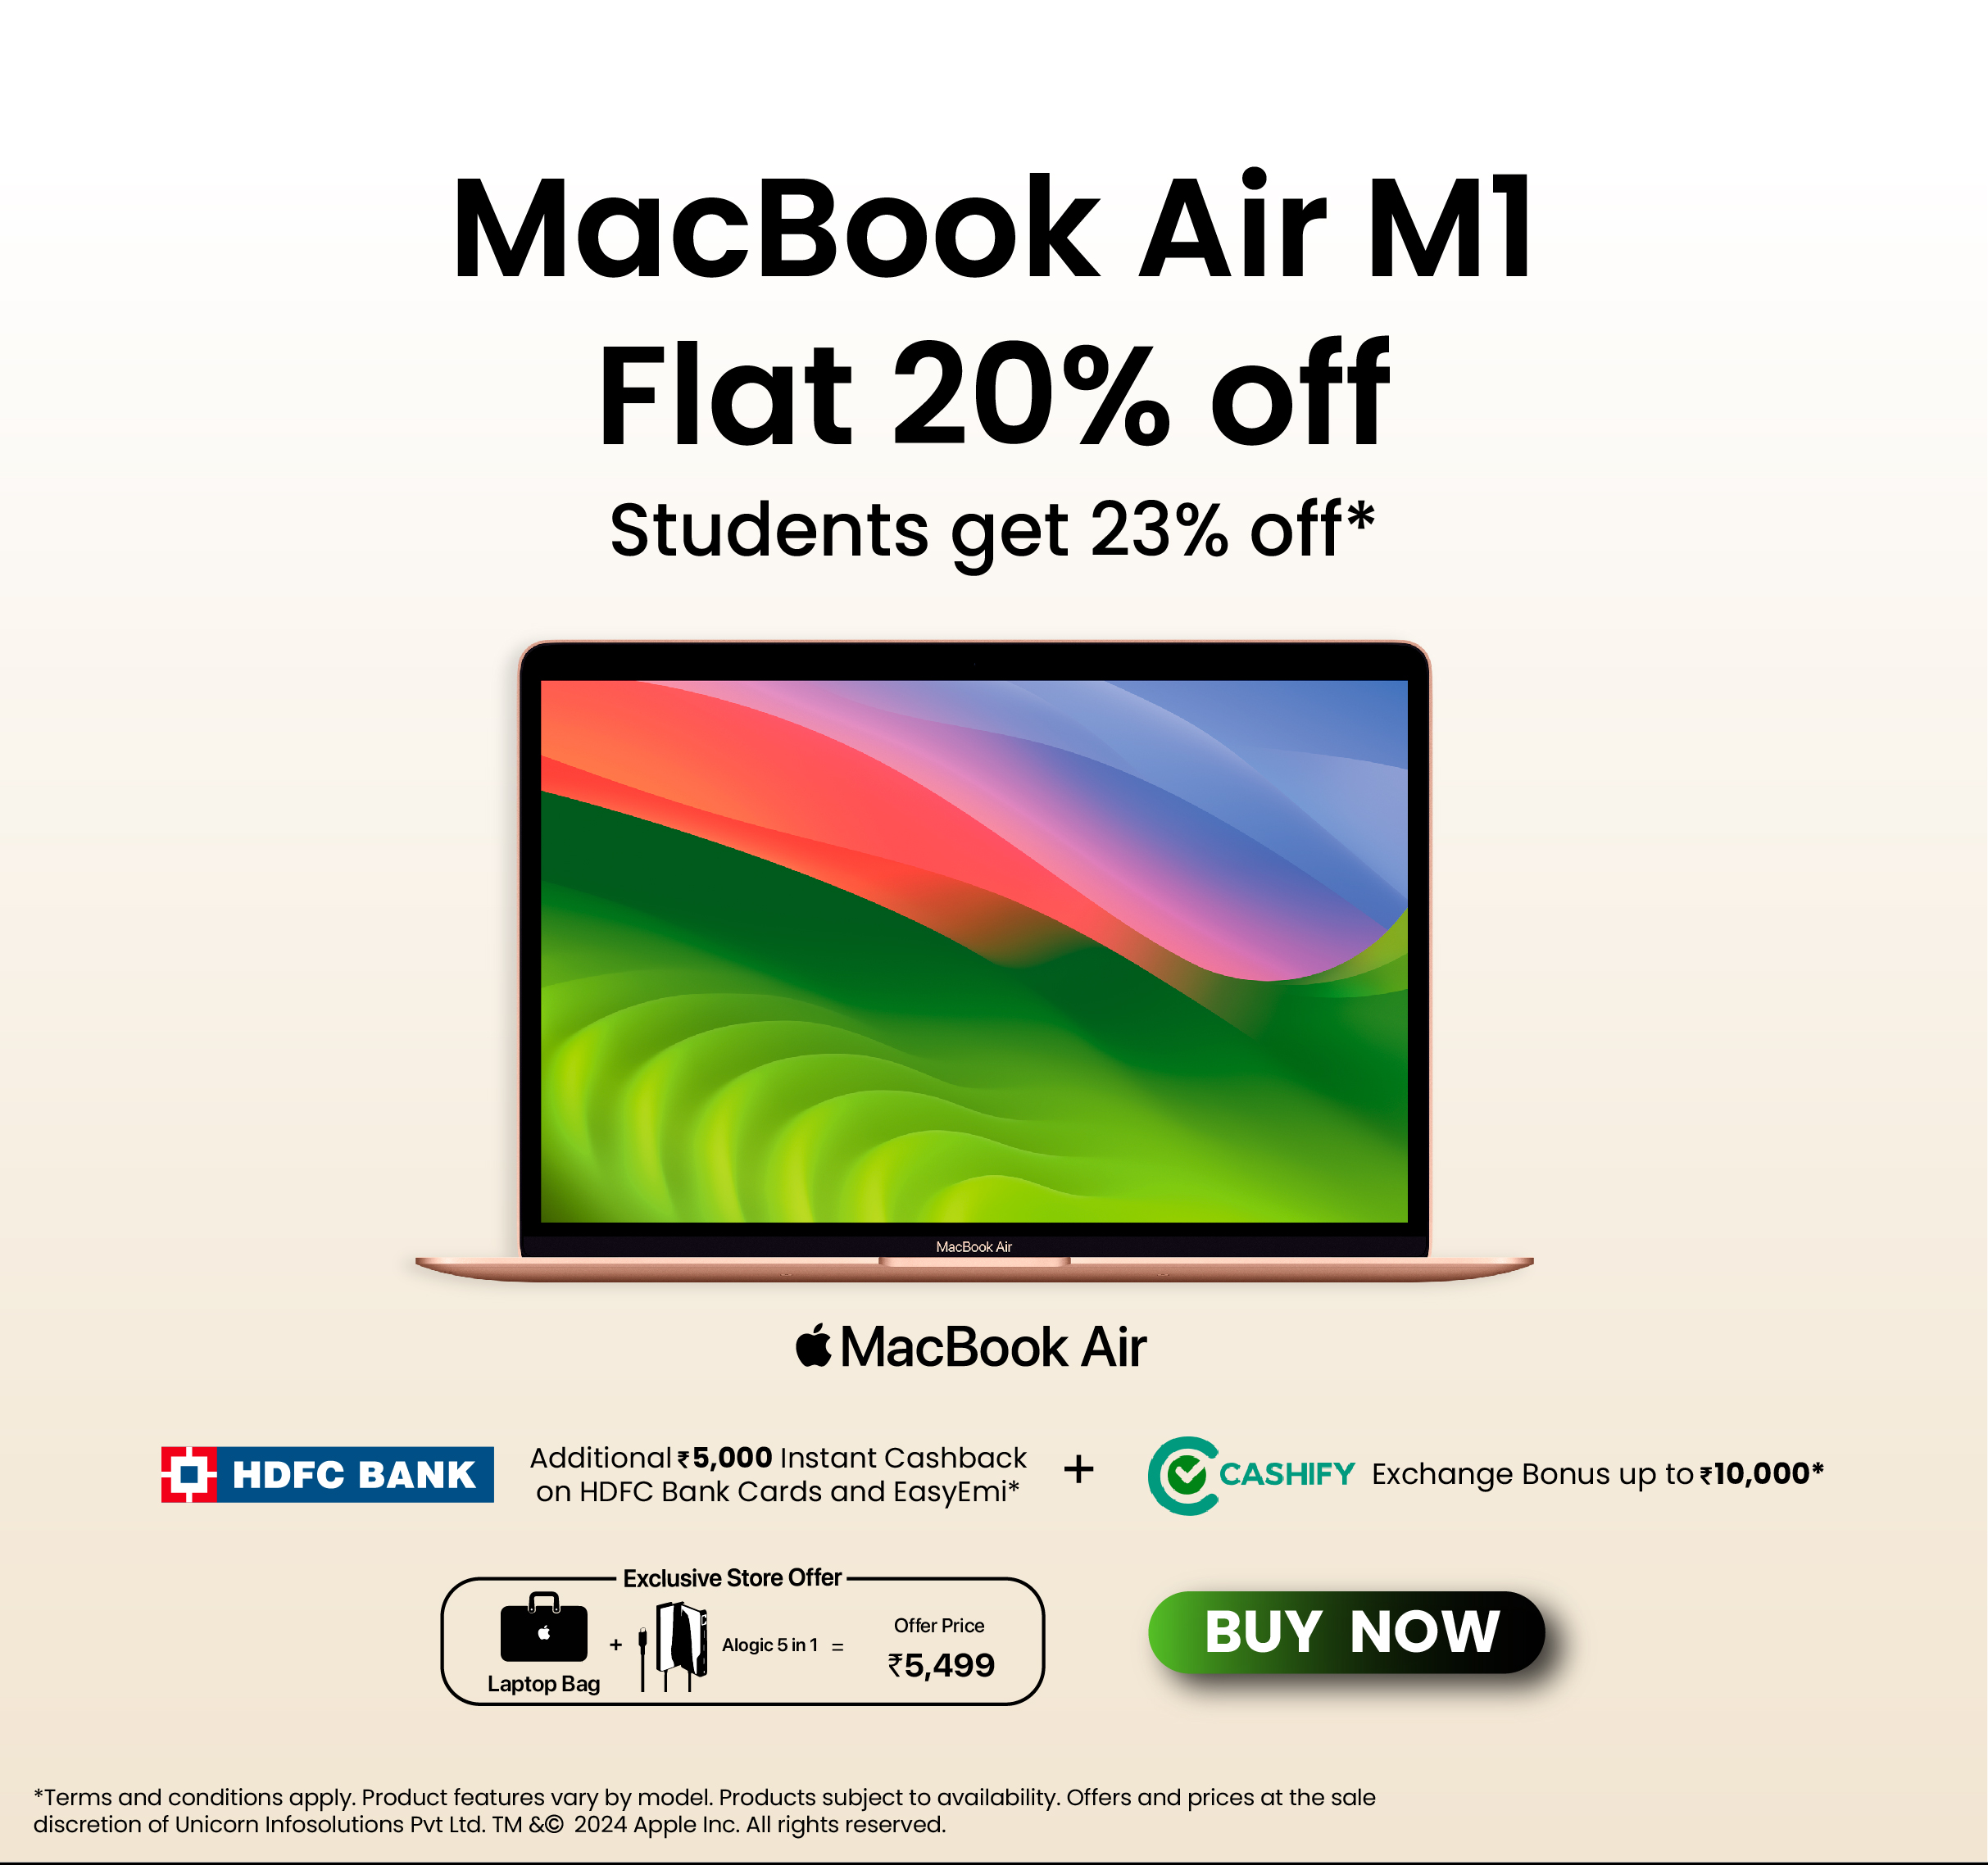 MacBook Air M1
Flat 20% off
Students get 23% off*
MacBook Air
MacBook Air
HDFC BANK
Additional ₹5,000 Instant Cashback
on HDFC Bank Cards and EasyEmi*
+
CASHIFY
Exchange Bonus up to ₹10,000*
Exclusive Store Offer
Laptop Bag
+
Alogic 5 in 1 =
Offer Price
₹5,499
BUY NOW
*Terms and conditions apply. Product features vary by model. Products subject to availability. Offers and prices at the sale
discretion of Unicorn Infosolutions Pvt Ltd. TM &© 2024 Apple Inc. All rights reserved.